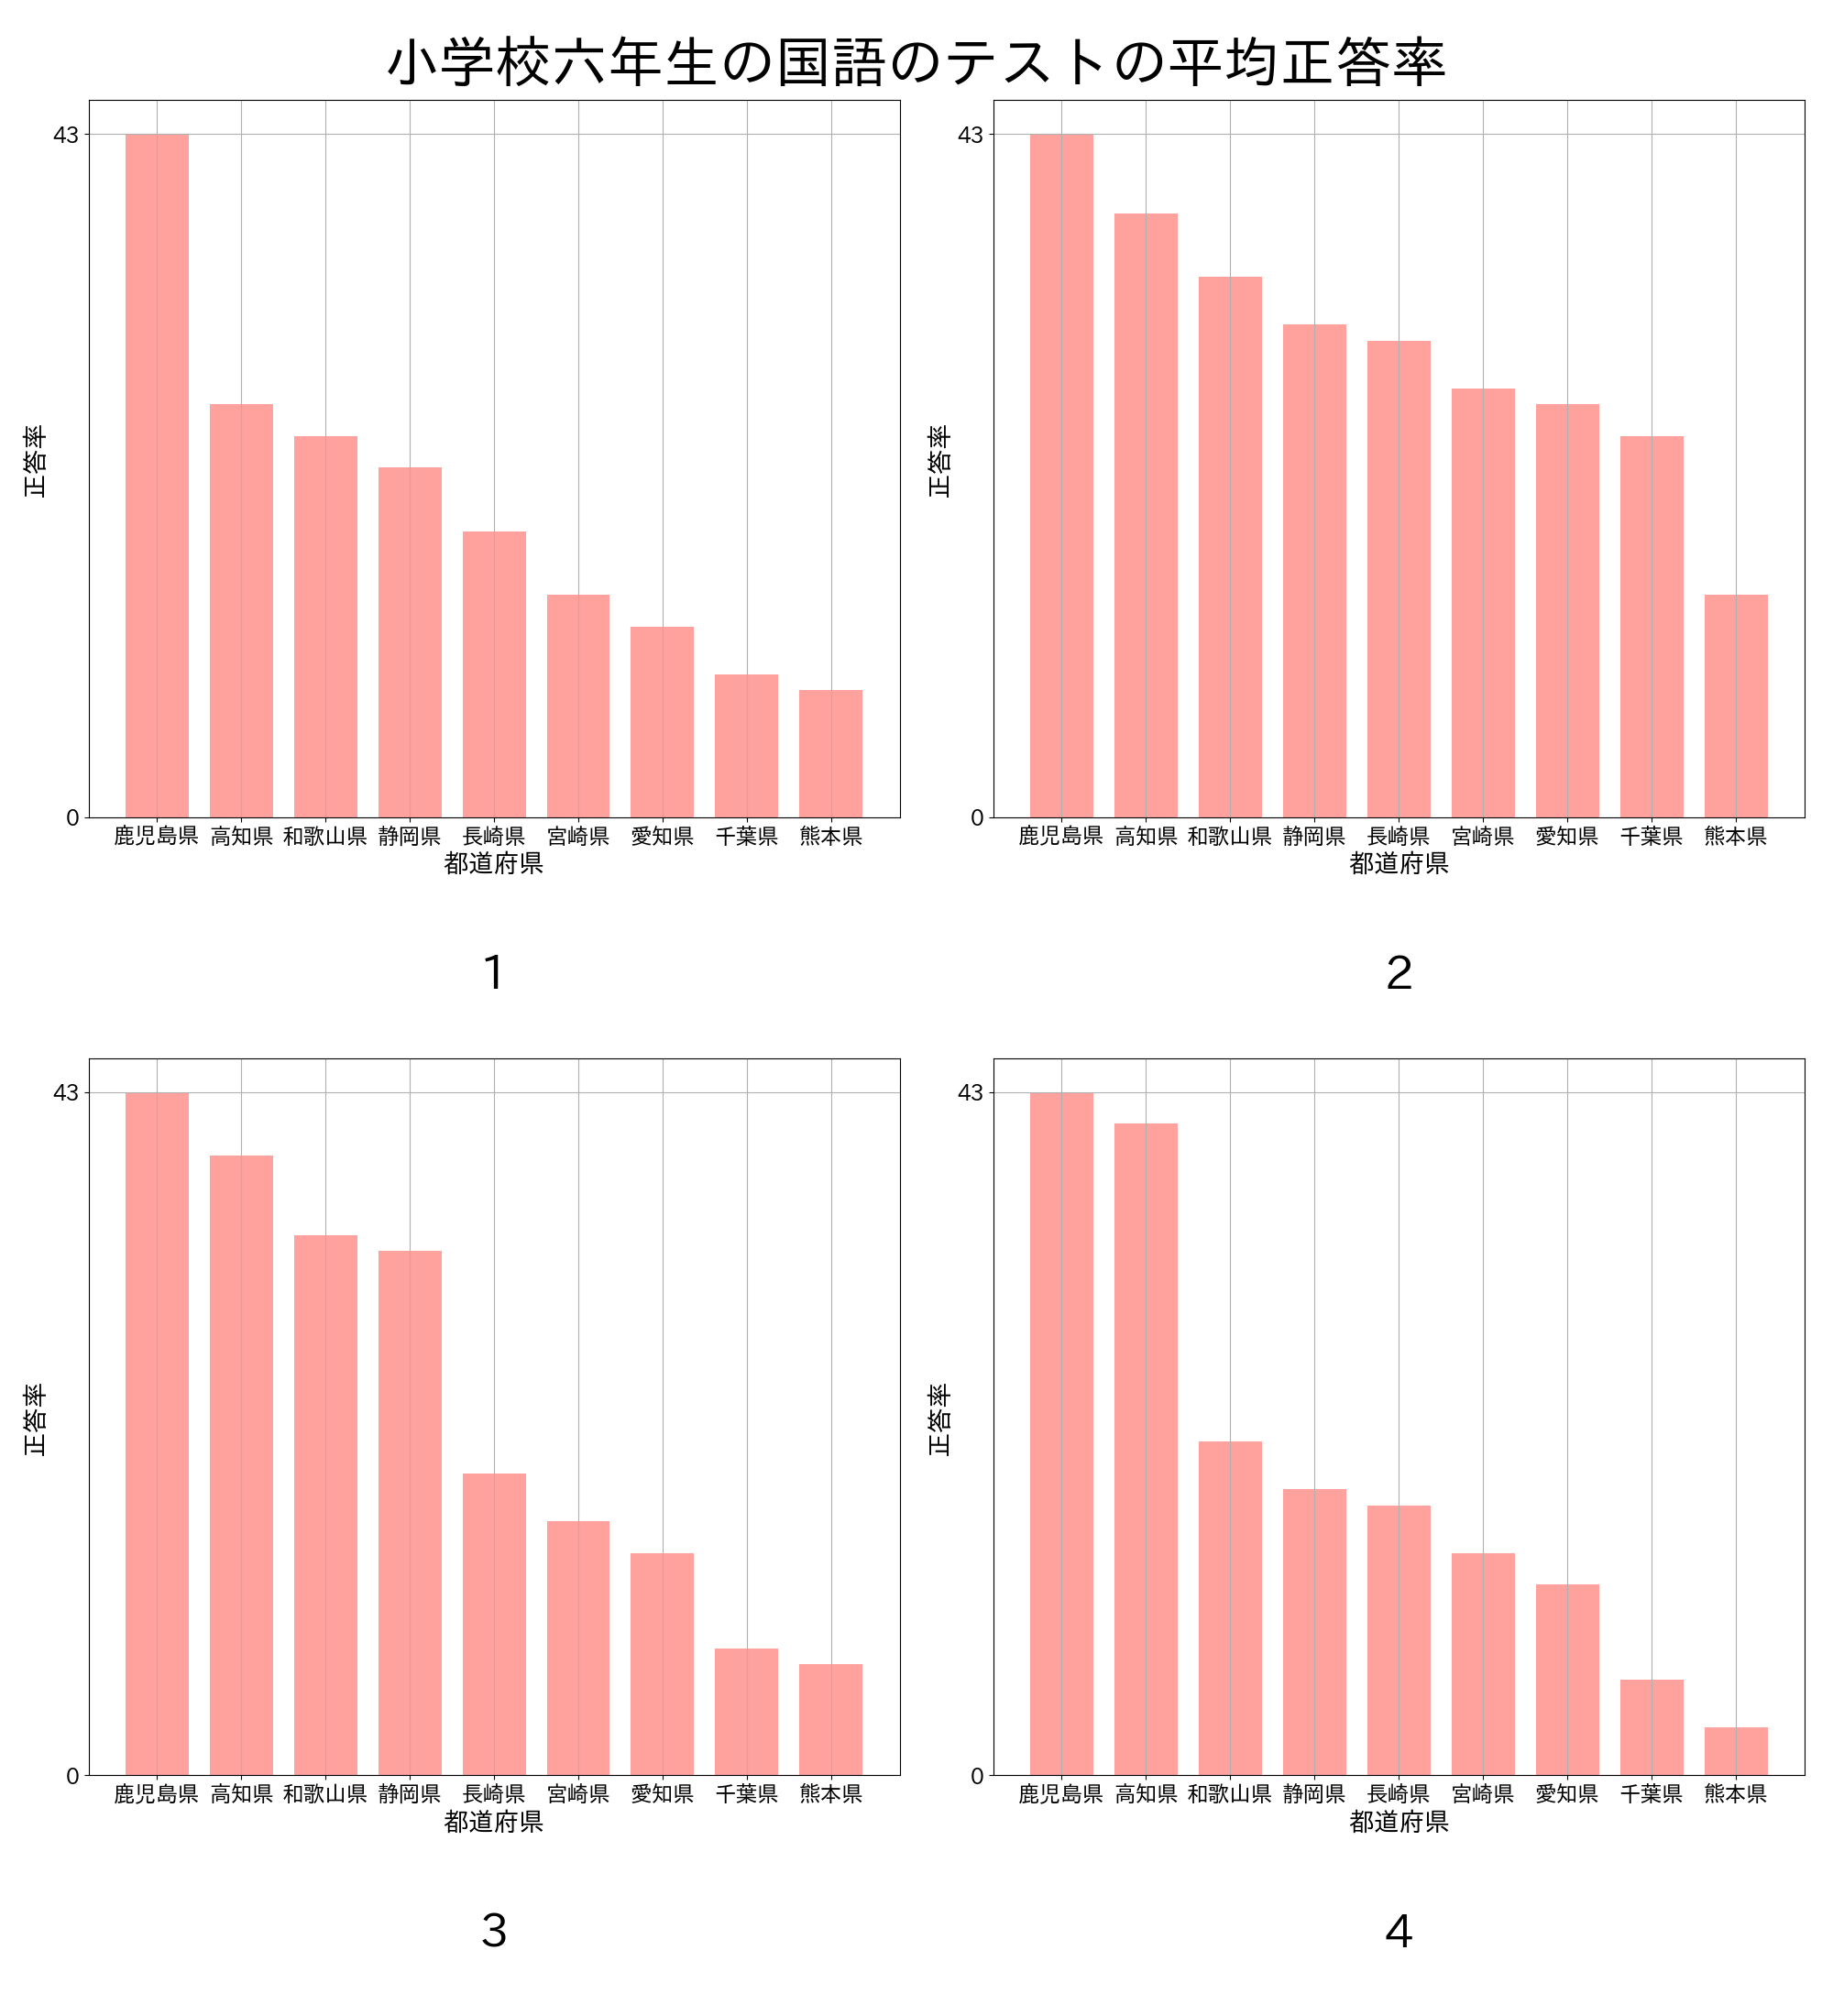 小学校六年生の国語のテストの平均正答率
43
0
正答率
鹿児島県 高知県 和歌山県 静岡県 長崎県 宮崎県 愛知県 千葉県 熊本県
都道府県
1
43
0
正答率
鹿児島県 高知県 和歌山県 静岡県 長崎県 宮崎県 愛知県 千葉県 熊本県
都道府県
2
43
0
正答率
鹿児島県 高知県 和歌山県 静岡県 長崎県 宮崎県 愛知県 千葉県 熊本県
都道府県
3
43
0
正答率
鹿児島県 高知県 和歌山県 静岡県 長崎県 宮崎県 愛知県 千葉県 熊本県
都道府県
4